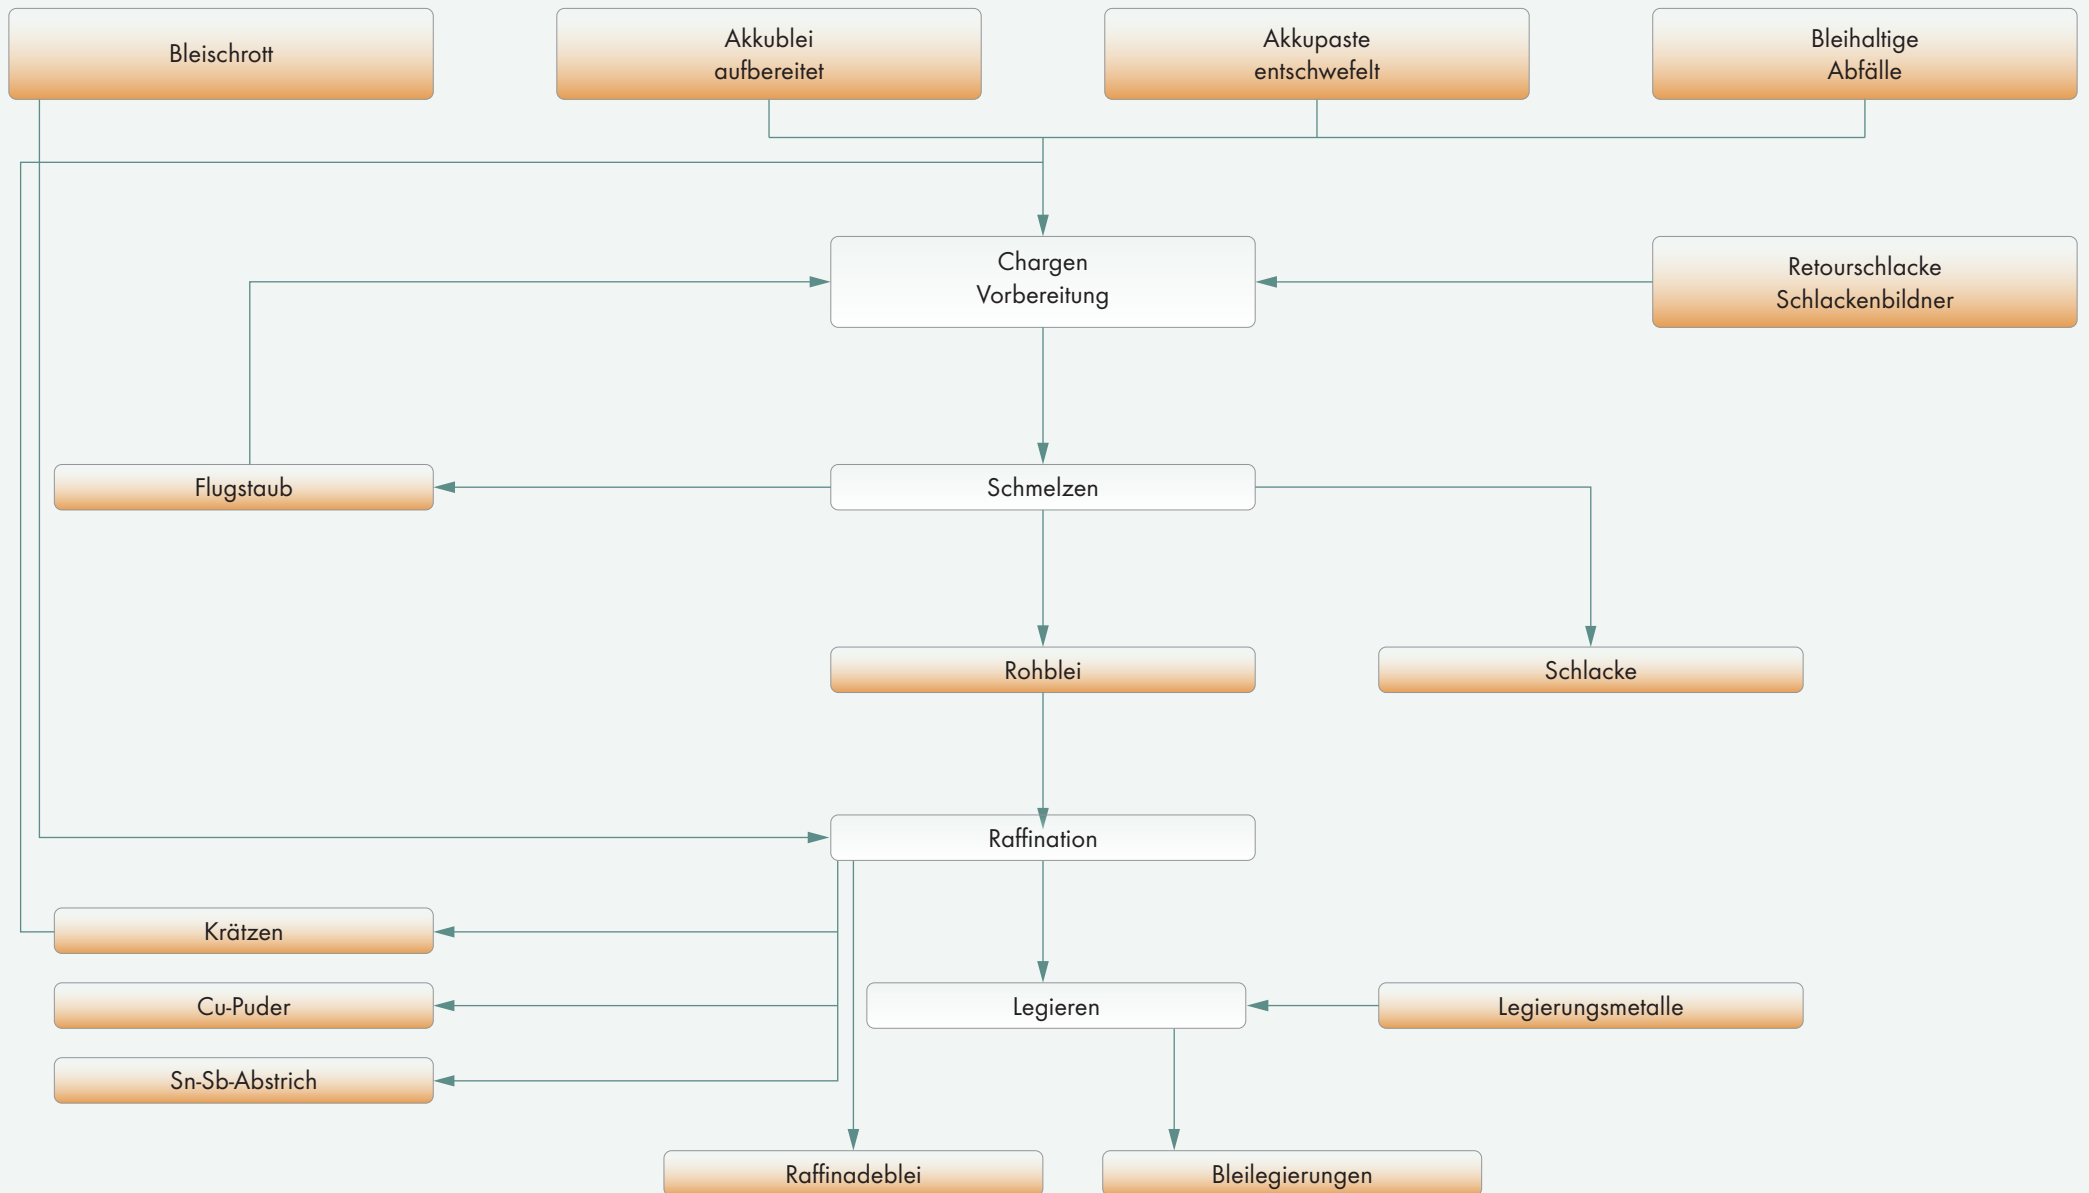 Bleischrott
Akkublei
aufbereitet
Akkupaste
entschwefelt
Bleihaltige
Abfälle
Chargen
Vorbereitung
Retourschlacke
Schlackenbildner
Flugstaub
Schmelzen
Rohblei
Schlacke
Raffination
Krätzen
Cu-Puder
Legieren
Legierungsmetalle
Sn-Sb-Abstrich
Raffinadeblei
Bleilegierungen